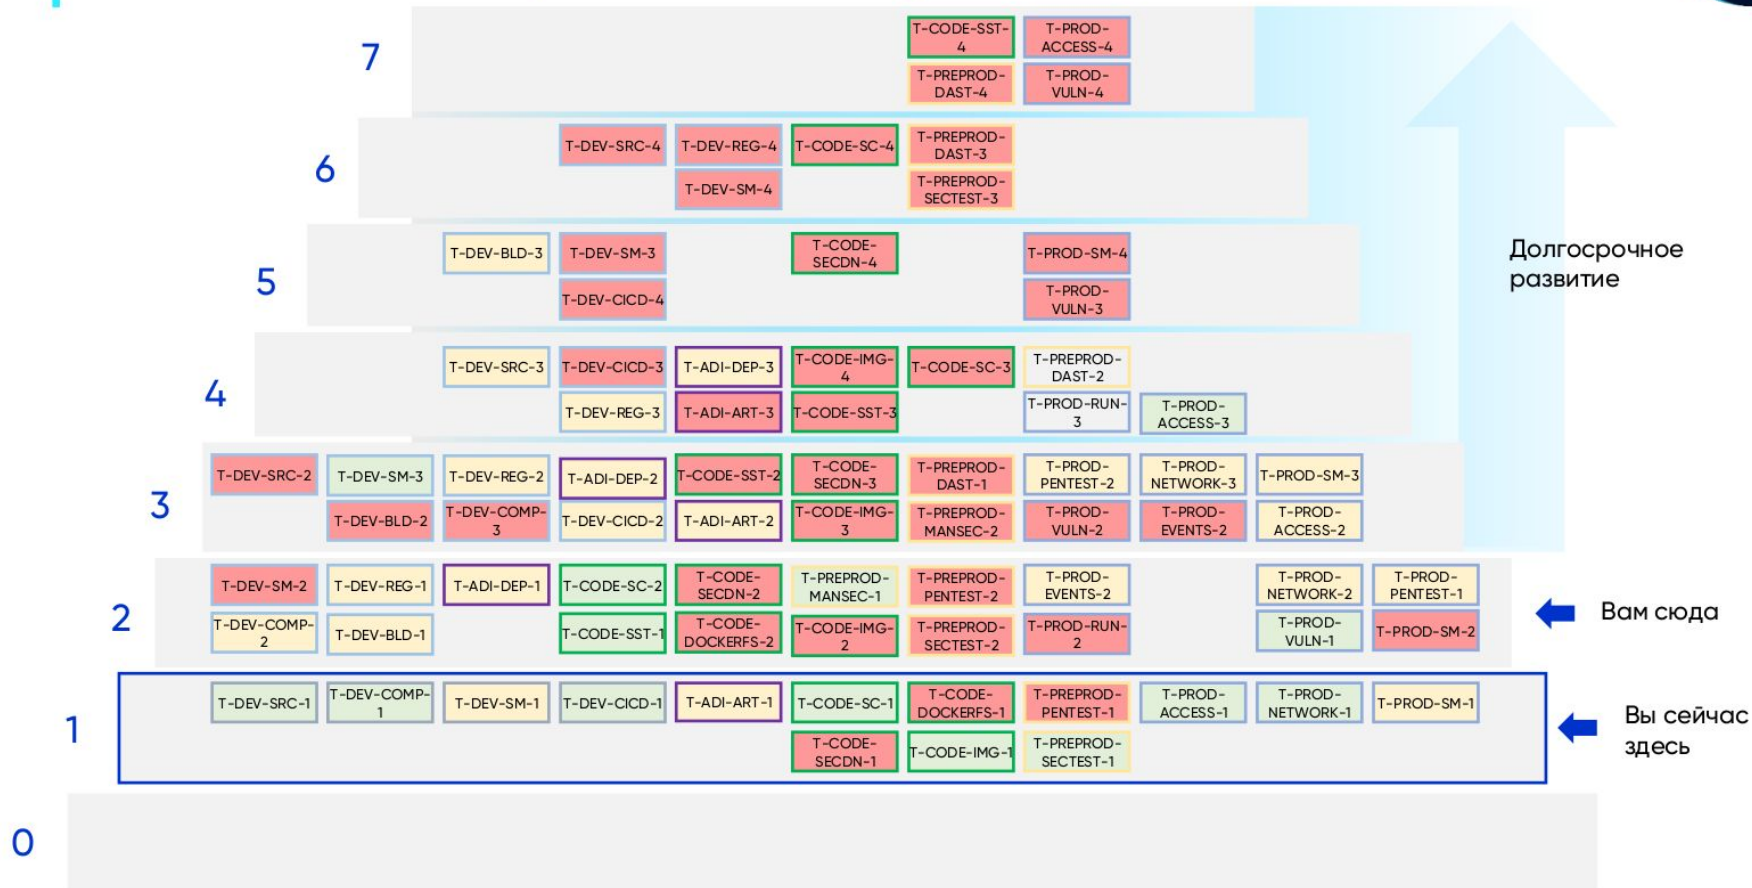 7
T-CODE-SST-
4
T-PROD-
ACCESS-4
T-PREPROD-
DAST-4
T-PROD-
VULN-4
6
T-DEV-SRC-4
T-DEV-REG-4
T-CODE-SC-4
T-PREPROD-
DAST-3
T-DEV-SM-4
T-PREPROD-
SECTEST-3
5
T-DEV-BLD-3
T-DEV-SM-3
T-CODE-
SECDN-4
T-PROD-SM-4
T-DEV-CICD-4
T-PROD-
VULN-3
Долгосрочное
развитие
4
T-DEV-SRC-3
T-DEV-CICD-3
T-ADI-DEP-3
T-CODE-IMG-
4
T-CODE-SC-3
T-PREPROD-
DAST-2
T-DEV-REG-3
T-ADI-ART-3
T-CODE-SST-3
T-PROD-RUN-
3
T-PROD-
ACCESS-3
3
T-DEV-SRC-2
T-DEV-SM-3
T-DEV-REG-2
T-ADI-DEP-2
T-CODE-SST-2
T-CODE-
SECDN-3
T-PREPROD-
DAST-1
T-PROD-
PENTEST-2
T-PROD-
NETWORK-3
T-PROD-SM-3
T-DEV-BLD-2
T-DEV-COMP-
3
T-DEV-CICD-2
T-ADI-ART-2
T-CODE-IMG-
3
T-PREPROD-
MANSEC-2
T-PROD-
VULN-2
T-PROD-
EVENTS-2
T-PROD-
ACCESS-2
2
T-DEV-SM-2
T-DEV-REG-1
T-ADI-DEP-1
T-CODE-SC-2
T-CODE-
SECDN-2
T-PREPROD-
MANSEC-1
T-PREPROD-
PENTEST-2
T-PROD-
EVENTS-2
T-PROD-
NETWORK-2
T-PROD-
PENTEST-1
T-DEV-COMP-
2
T-DEV-BLD-1
T-CODE-SST-1
T-CODE-
DOCKERFS-2
T-CODE-IMG-
2
T-PREPROD-
SECTEST-2
T-PROD-RUN-
2
T-PROD-
VULN-1
T-PROD-SM-2
Вам сюда
1
T-DEV-SRC-1
T-DEV-COMP-
1
T-DEV-SM-1
T-DEV-CICD-1
T-ADI-ART-1
T-CODE-SC-1
T-CODE-
DOCKERFS-1
T-PREPROD-
PENTEST-1
T-PROD-
ACCESS-1
T-PROD-
NETWORK-1
T-PROD-SM-1
T-CODE-
SECDN-1
T-CODE-IMG-1
T-PREPROD-
SECTEST-1
Вы сейчас
здесь
0